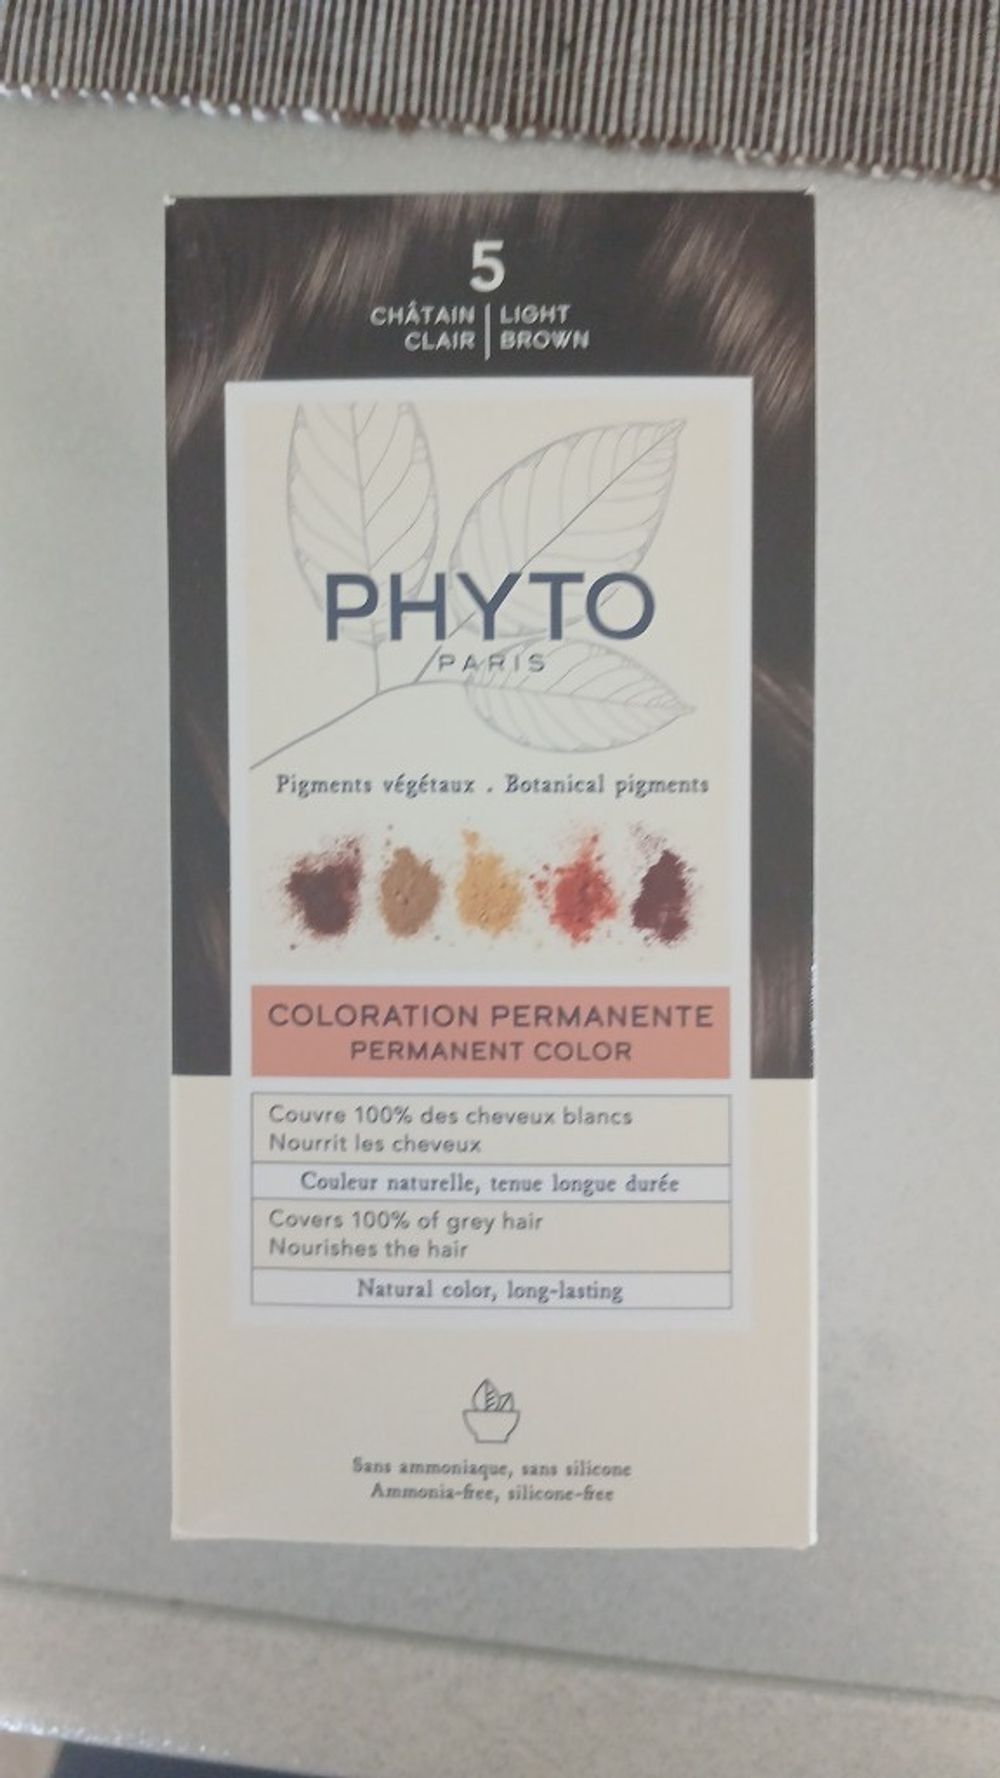 5
CHÂTAIN | LIGHT
CLAIR | BROWN
PHYTO
PARIS
Pigments végétaux . Botanical pigments
COLORATION PERMANENTE
PERMANENT COLOR
Couvre 100% des cheveux blancs
Nourrit les cheveux
Couleur naturelle, tenue longue durée
Covers 100% of grey hair
Nourishes the hair
Natural color, long-lasting
Sans ammoniaque, sans silicone
Ammonia-free, silicone-free